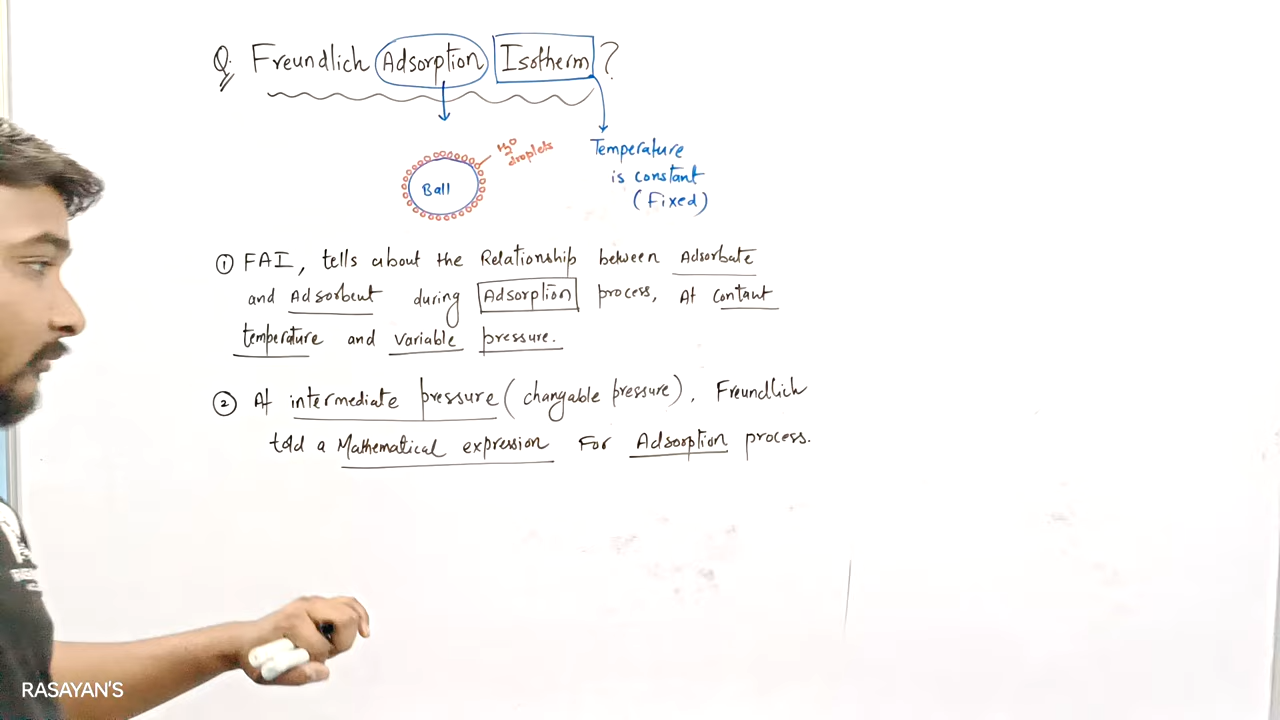 Q. Freundlich Adsorption Isotherm ?
H2O droplets
Ball
Temperature
is constant
(Fixed)
① FAI, tells about the Relationship between Adsorbate
and Adsorbent during Adsorption process, At contant
temperature and variable pressure.
② At intermediate pressure (changable pressure), Freundlich
told a Mathematical expression For Adsorption process.
RASAYAN'S